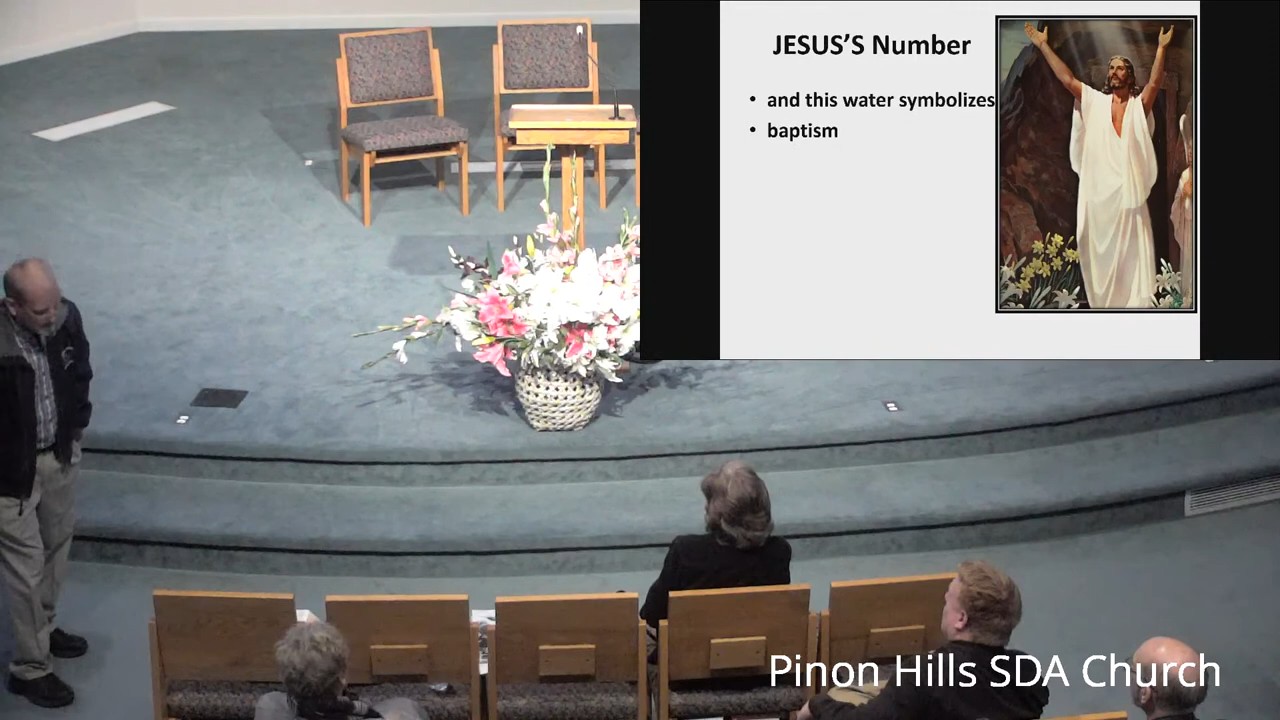 JESUS’S Number
• and this water symbolizes
• baptism
Pinon Hills SDA Church